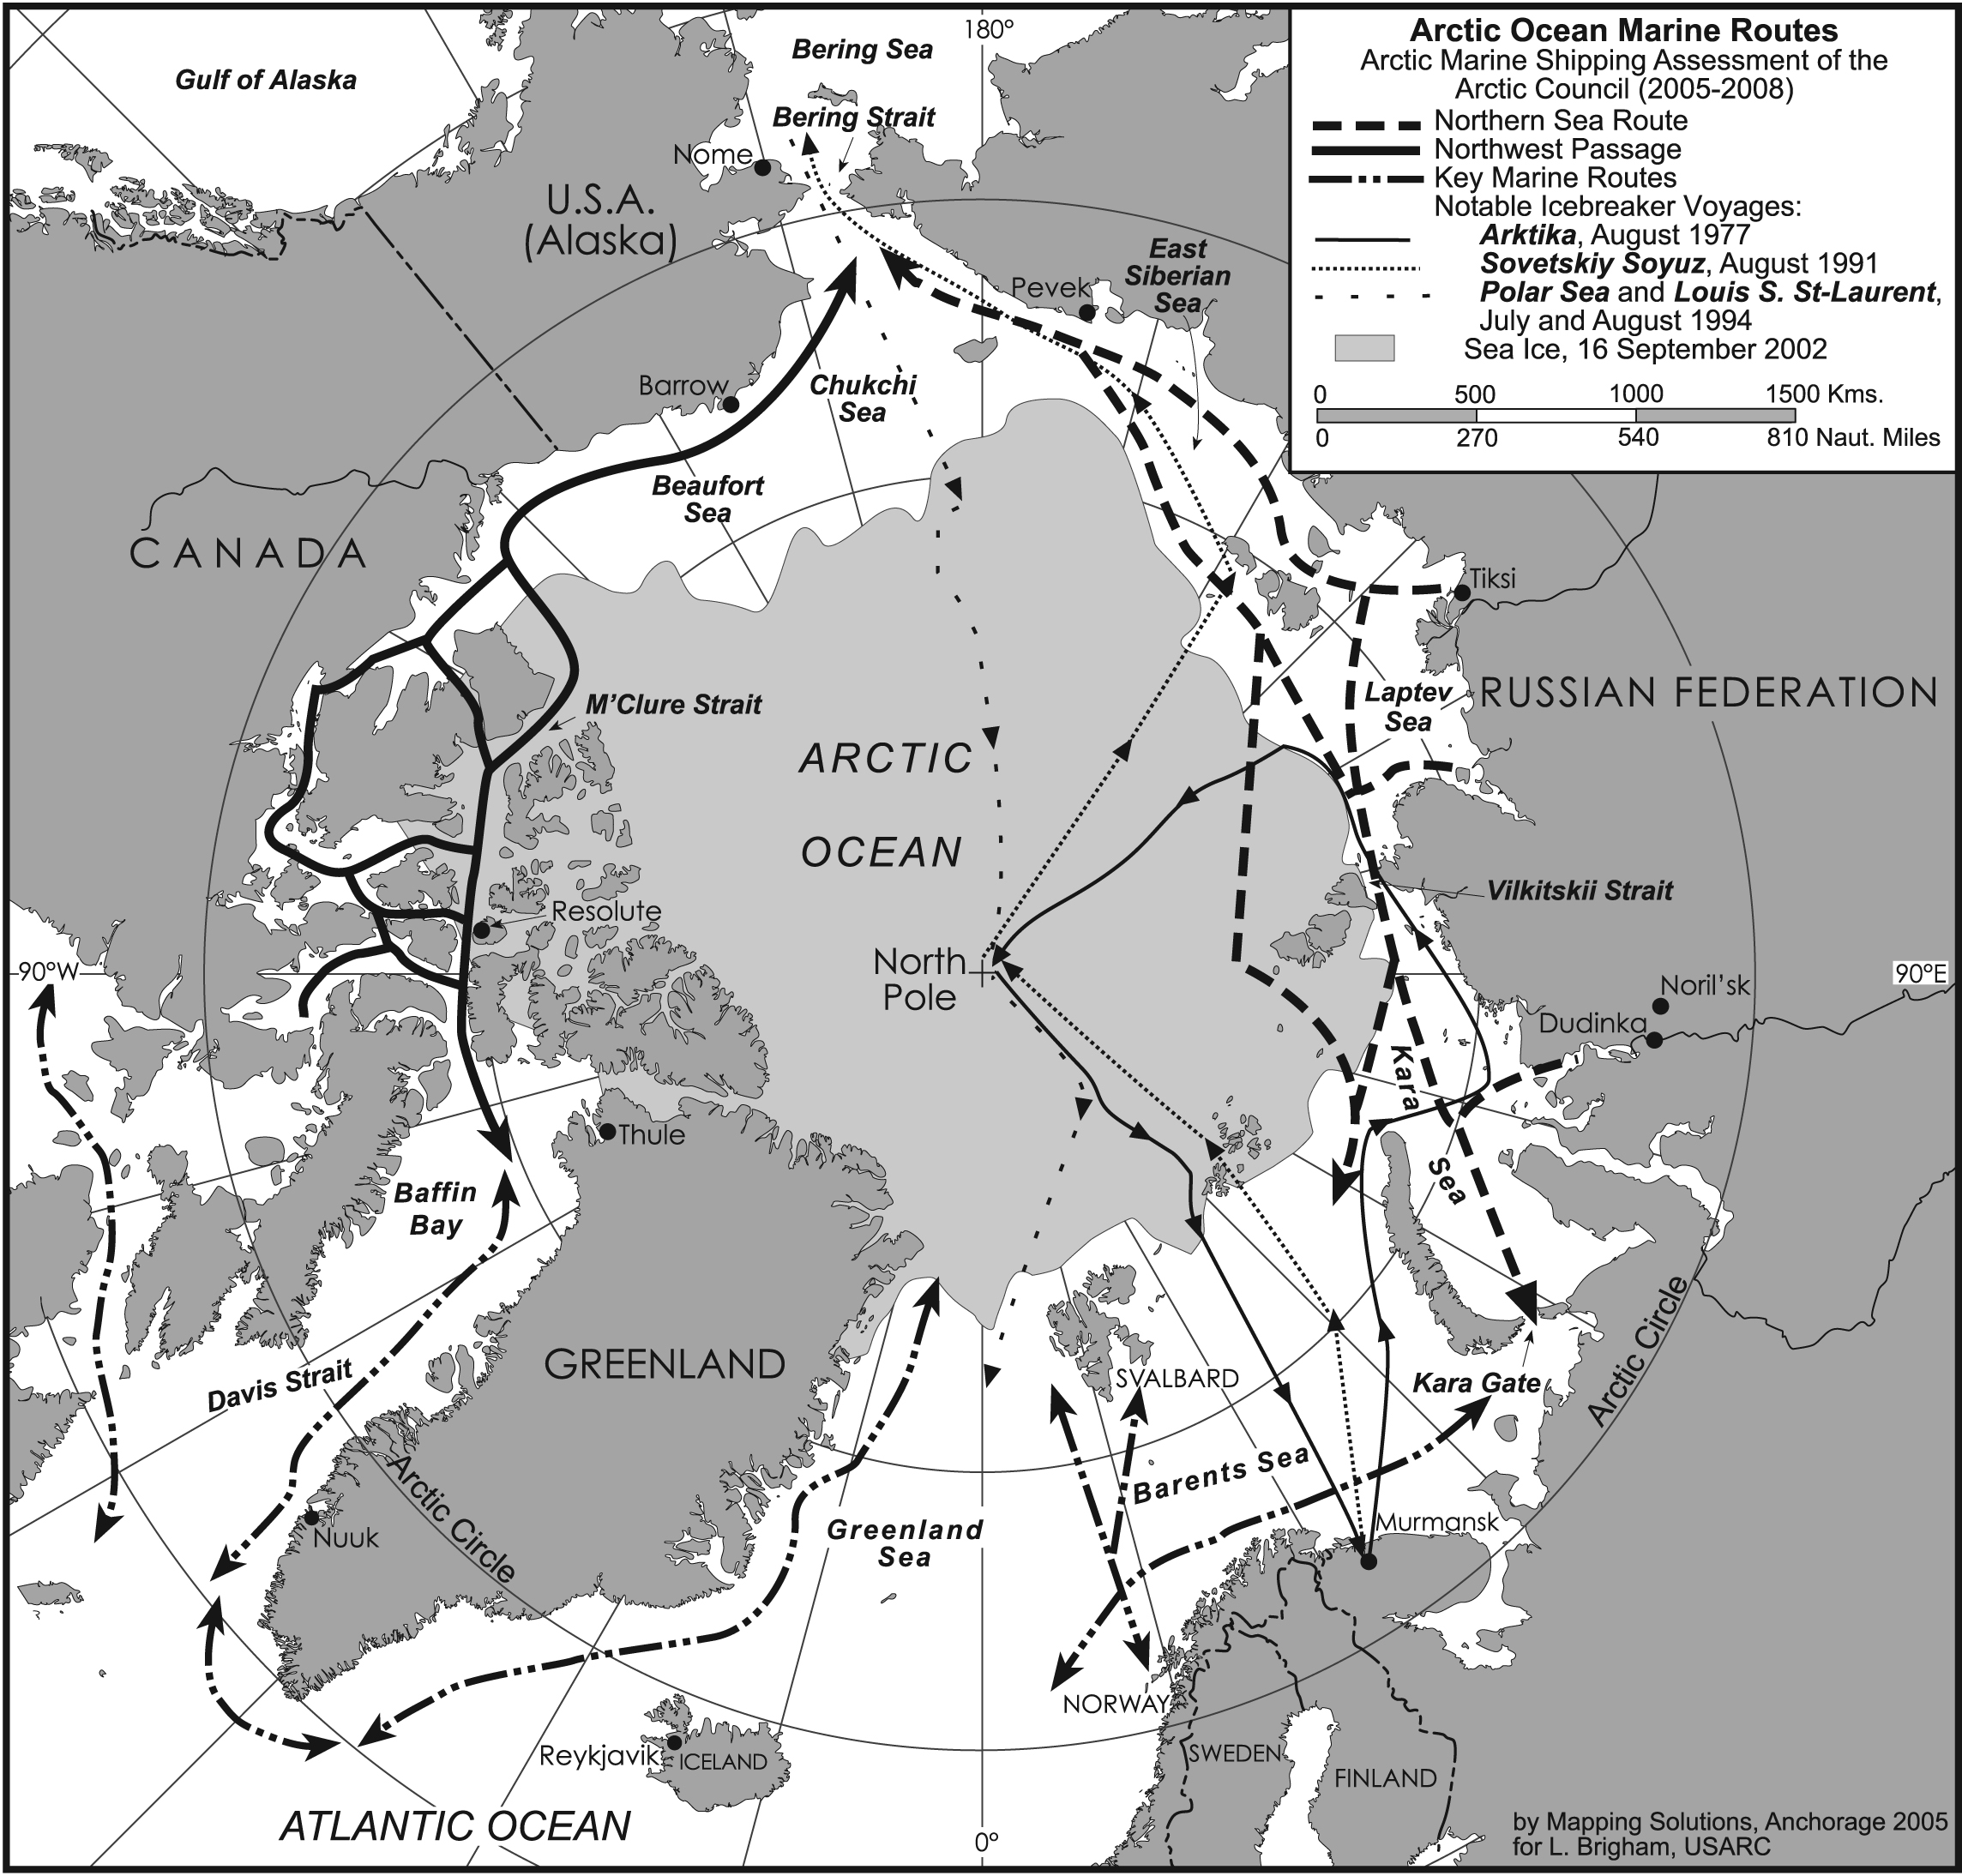 Arctic Ocean Marine Routes
Arctic Marine Shipping Assessment of the
Arctic Council (2005-2008)
Northern Sea Route
Northwest Passage
Key Marine Routes
Notable Icebreaker Voyages:
Arktika, August 1977
Sovetskiy Soyuz, August 1991
Polar Sea and Louis S. St-Laurent,
July and August 1994
Sea Ice, 16 September 2002
0 500 1000 1500 Kms.
0 270 540 810 Naut. Miles
180°
Bering Sea
Gulf of Alaska
Bering Strait
Nome
U.S.A.
(Alaska)
East
Siberian
Sea
Pevek
Barrow
Chukchi
Sea
Beaufort
Sea
CANADA
Tiksi
RUSSIAN FEDERATION
Laptev
Sea
M'Clure Strait
ARCTIC
OCEAN
Vilkitskii Strait
Resolute
North
Pole
90°W
90°E
Noril'sk
Dudinka
Kara
Sea
Thule
Baffin
Bay
Davis Strait
GREENLAND
SVALBARD
Kara Gate
Arctic Circle
Barents Sea
Murmansk
Nuuk
Arctic Circle
Greenland
Sea
NORWAY
Reykjavik
ICELAND
SWEDEN
FINLAND
ATLANTIC OCEAN
0°
by Mapping Solutions, Anchorage 2005
for L. Brigham, USARC